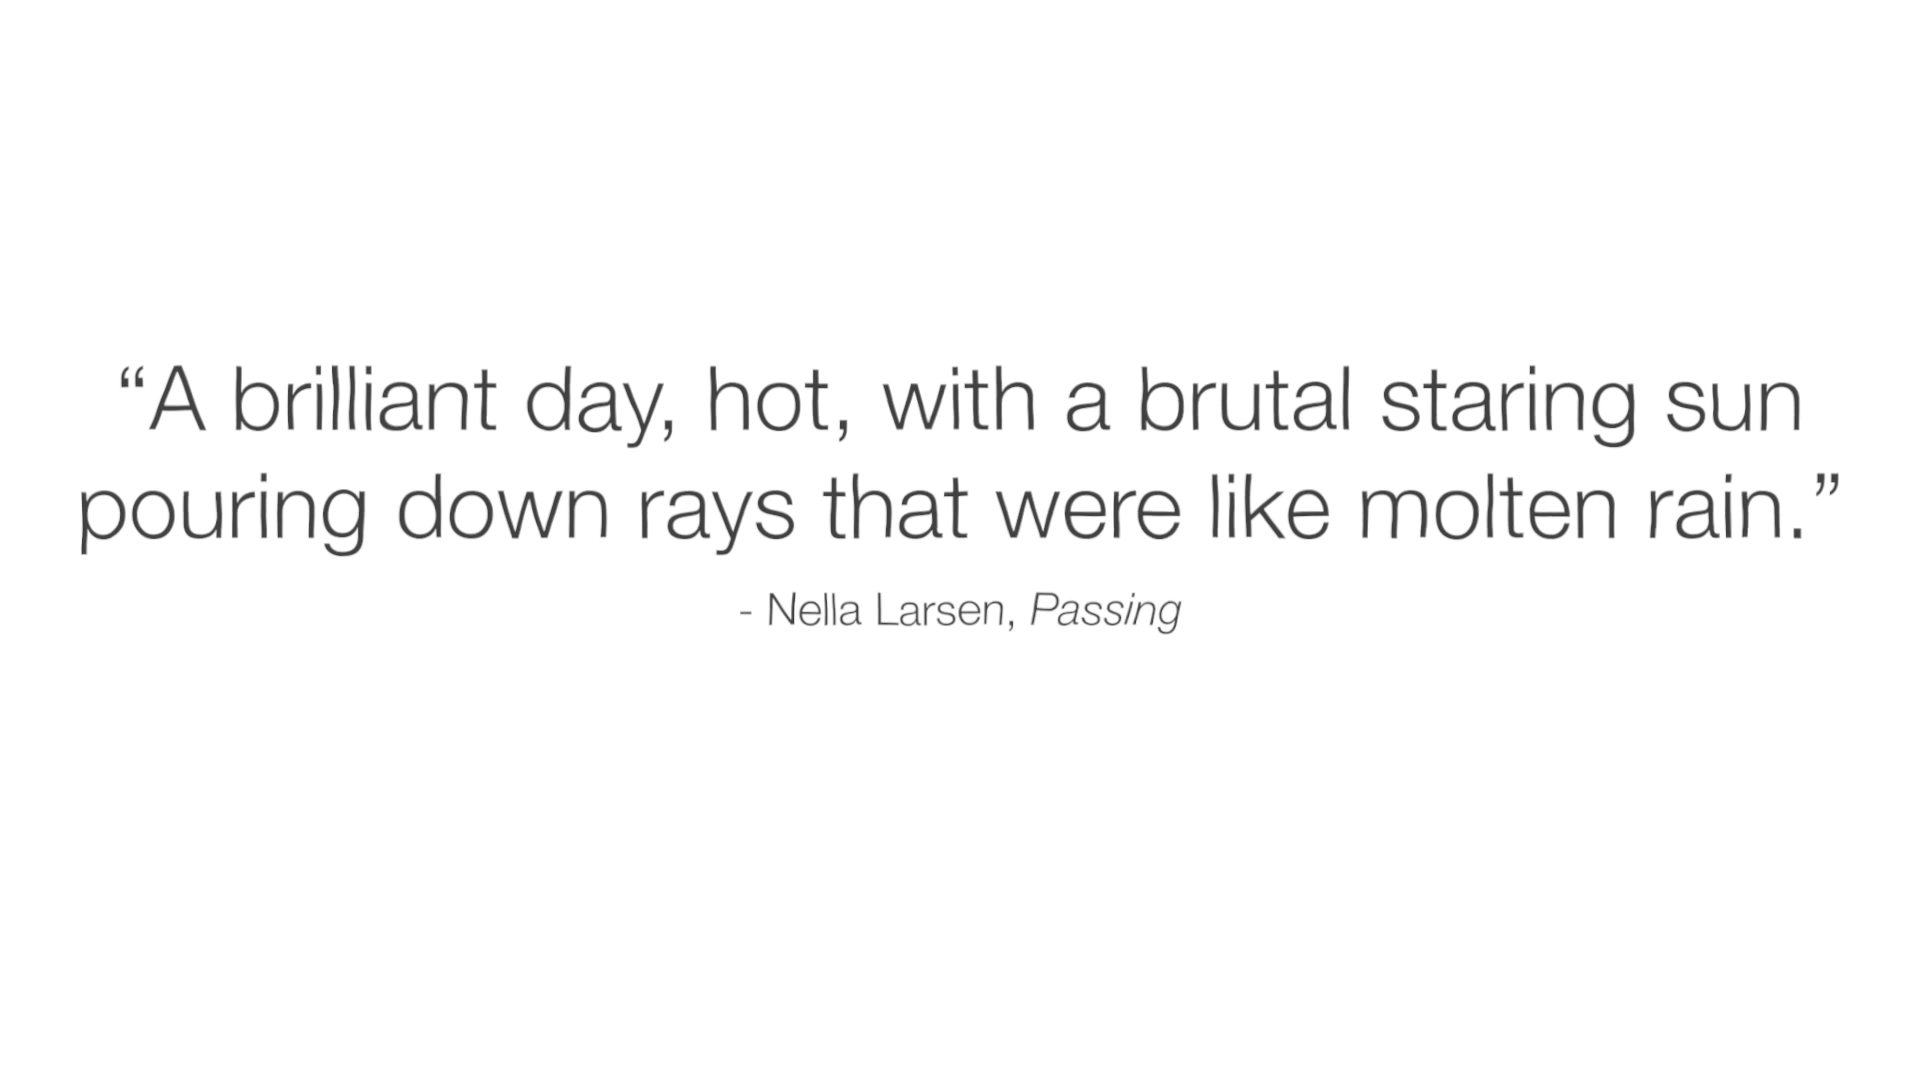 “A brilliant day, hot, with a brutal staring sun
pouring down rays that were like molten rain.”
- Nella Larsen, Passing